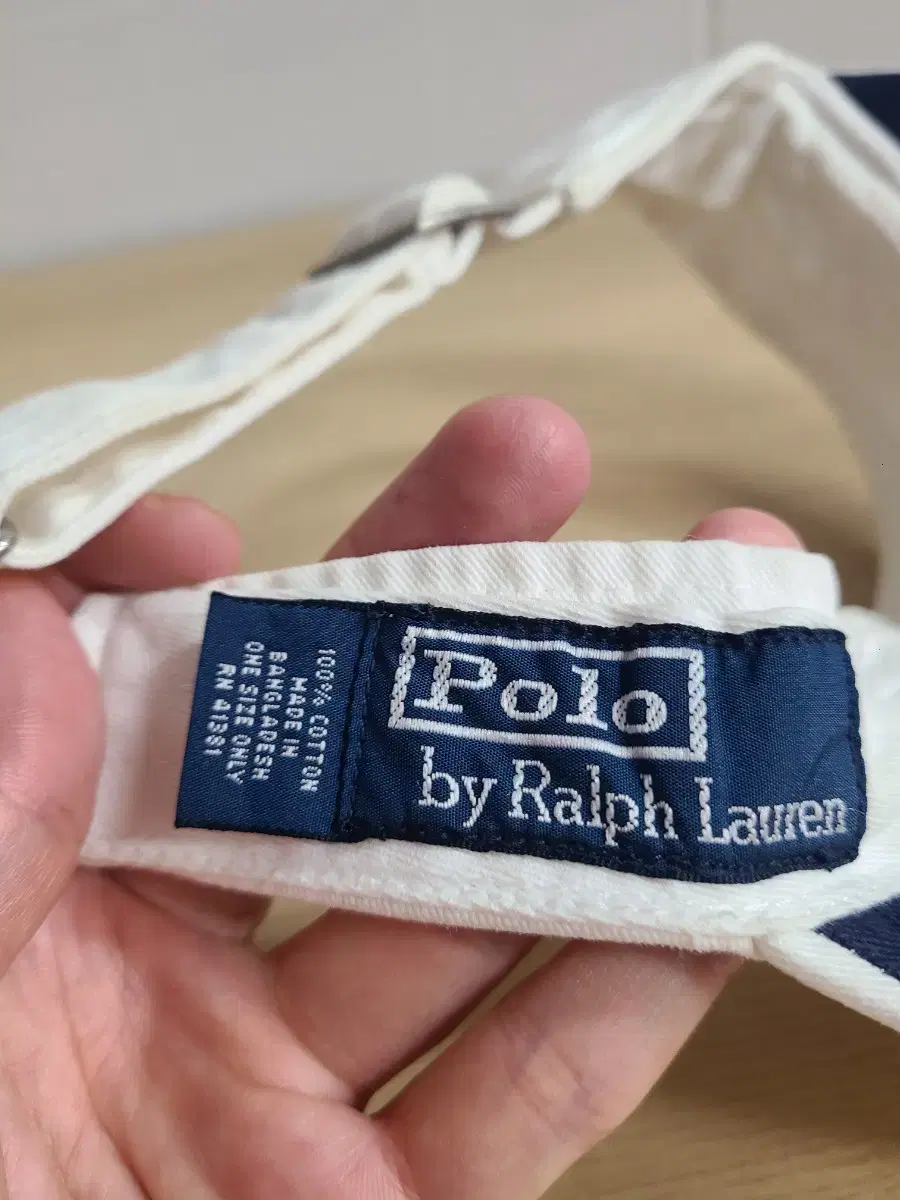 Polo
by Ralph Lauren
100% COTTON
MADE IN
BANGLADESH
ONE SIZE ONLY
RN 41381